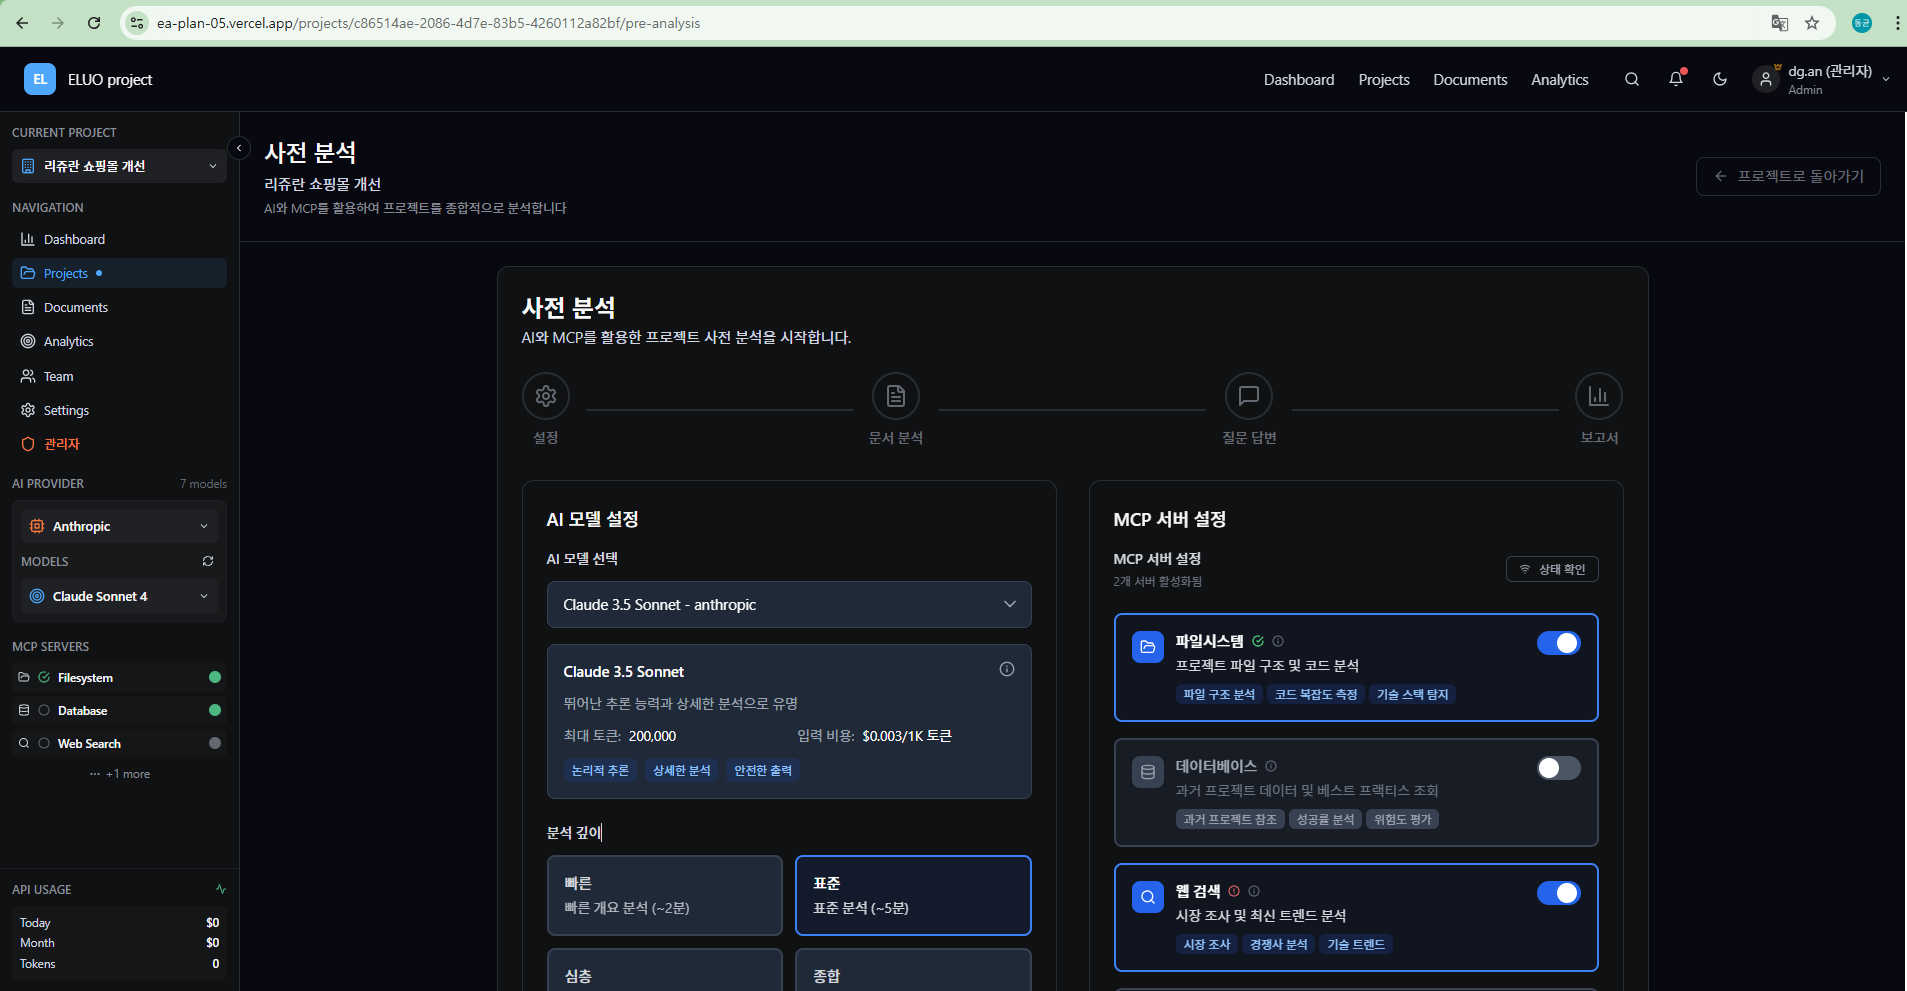 ea-plan-05.vercel.app/projects/c86514ae-2086-4d7e-83b5-4260112a82bf/pre-analysis
동균
EL
ELUO project
Dashboard
Projects
Documents
Analytics
dg.an (관리자)
Admin
CURRENT PROJECT
리쥬란 쇼핑몰 개선
NAVIGATION
Dashboard
Projects
Documents
Analytics
Team
Settings
관리자
AI PROVIDER
7 models
Anthropic
MODELS
Claude Sonnet 4
MCP SERVERS
Filesystem
Database
Web Search
+1 more
API USAGE
Today $0
Month $0
Tokens 0
사전 분석
리쥬란 쇼핑몰 개선
AI와 MCP를 활용하여 프로젝트를 종합적으로 분석합니다
프로젝트로 돌아가기
사전 분석
AI와 MCP를 활용한 프로젝트 사전 분석을 시작합니다.
설정
문서 분석
질문 답변
보고서
AI 모델 설정
AI 모델 선택
Claude 3.5 Sonnet - anthropic
Claude 3.5 Sonnet
뛰어난 추론 능력과 상세한 분석으로 유명
최대 토큰: 200,000
입력 비용: $0.003/1K 토큰
논리적 추론
상세한 분석
안전한 출력
분석 깊이
빠른
빠른 개요 분석 (~2분)
표준
표준 분석 (~5분)
심층
종합
MCP 서버 설정
MCP 서버 설정
2개 서버 활성화됨
상태 확인
파일시스템
프로젝트 파일 구조 및 코드 분석
파일 구조 분석
코드 복잡도 측정
기술 스택 탐지
데이터베이스
과거 프로젝트 데이터 및 베스트 프랙티스 조회
과거 프로젝트 참조
성공률 분석
위험도 평가
웹 검색
시장 조사 및 최신 트렌드 분석
시장 조사
경쟁사 분석
기술 트렌드